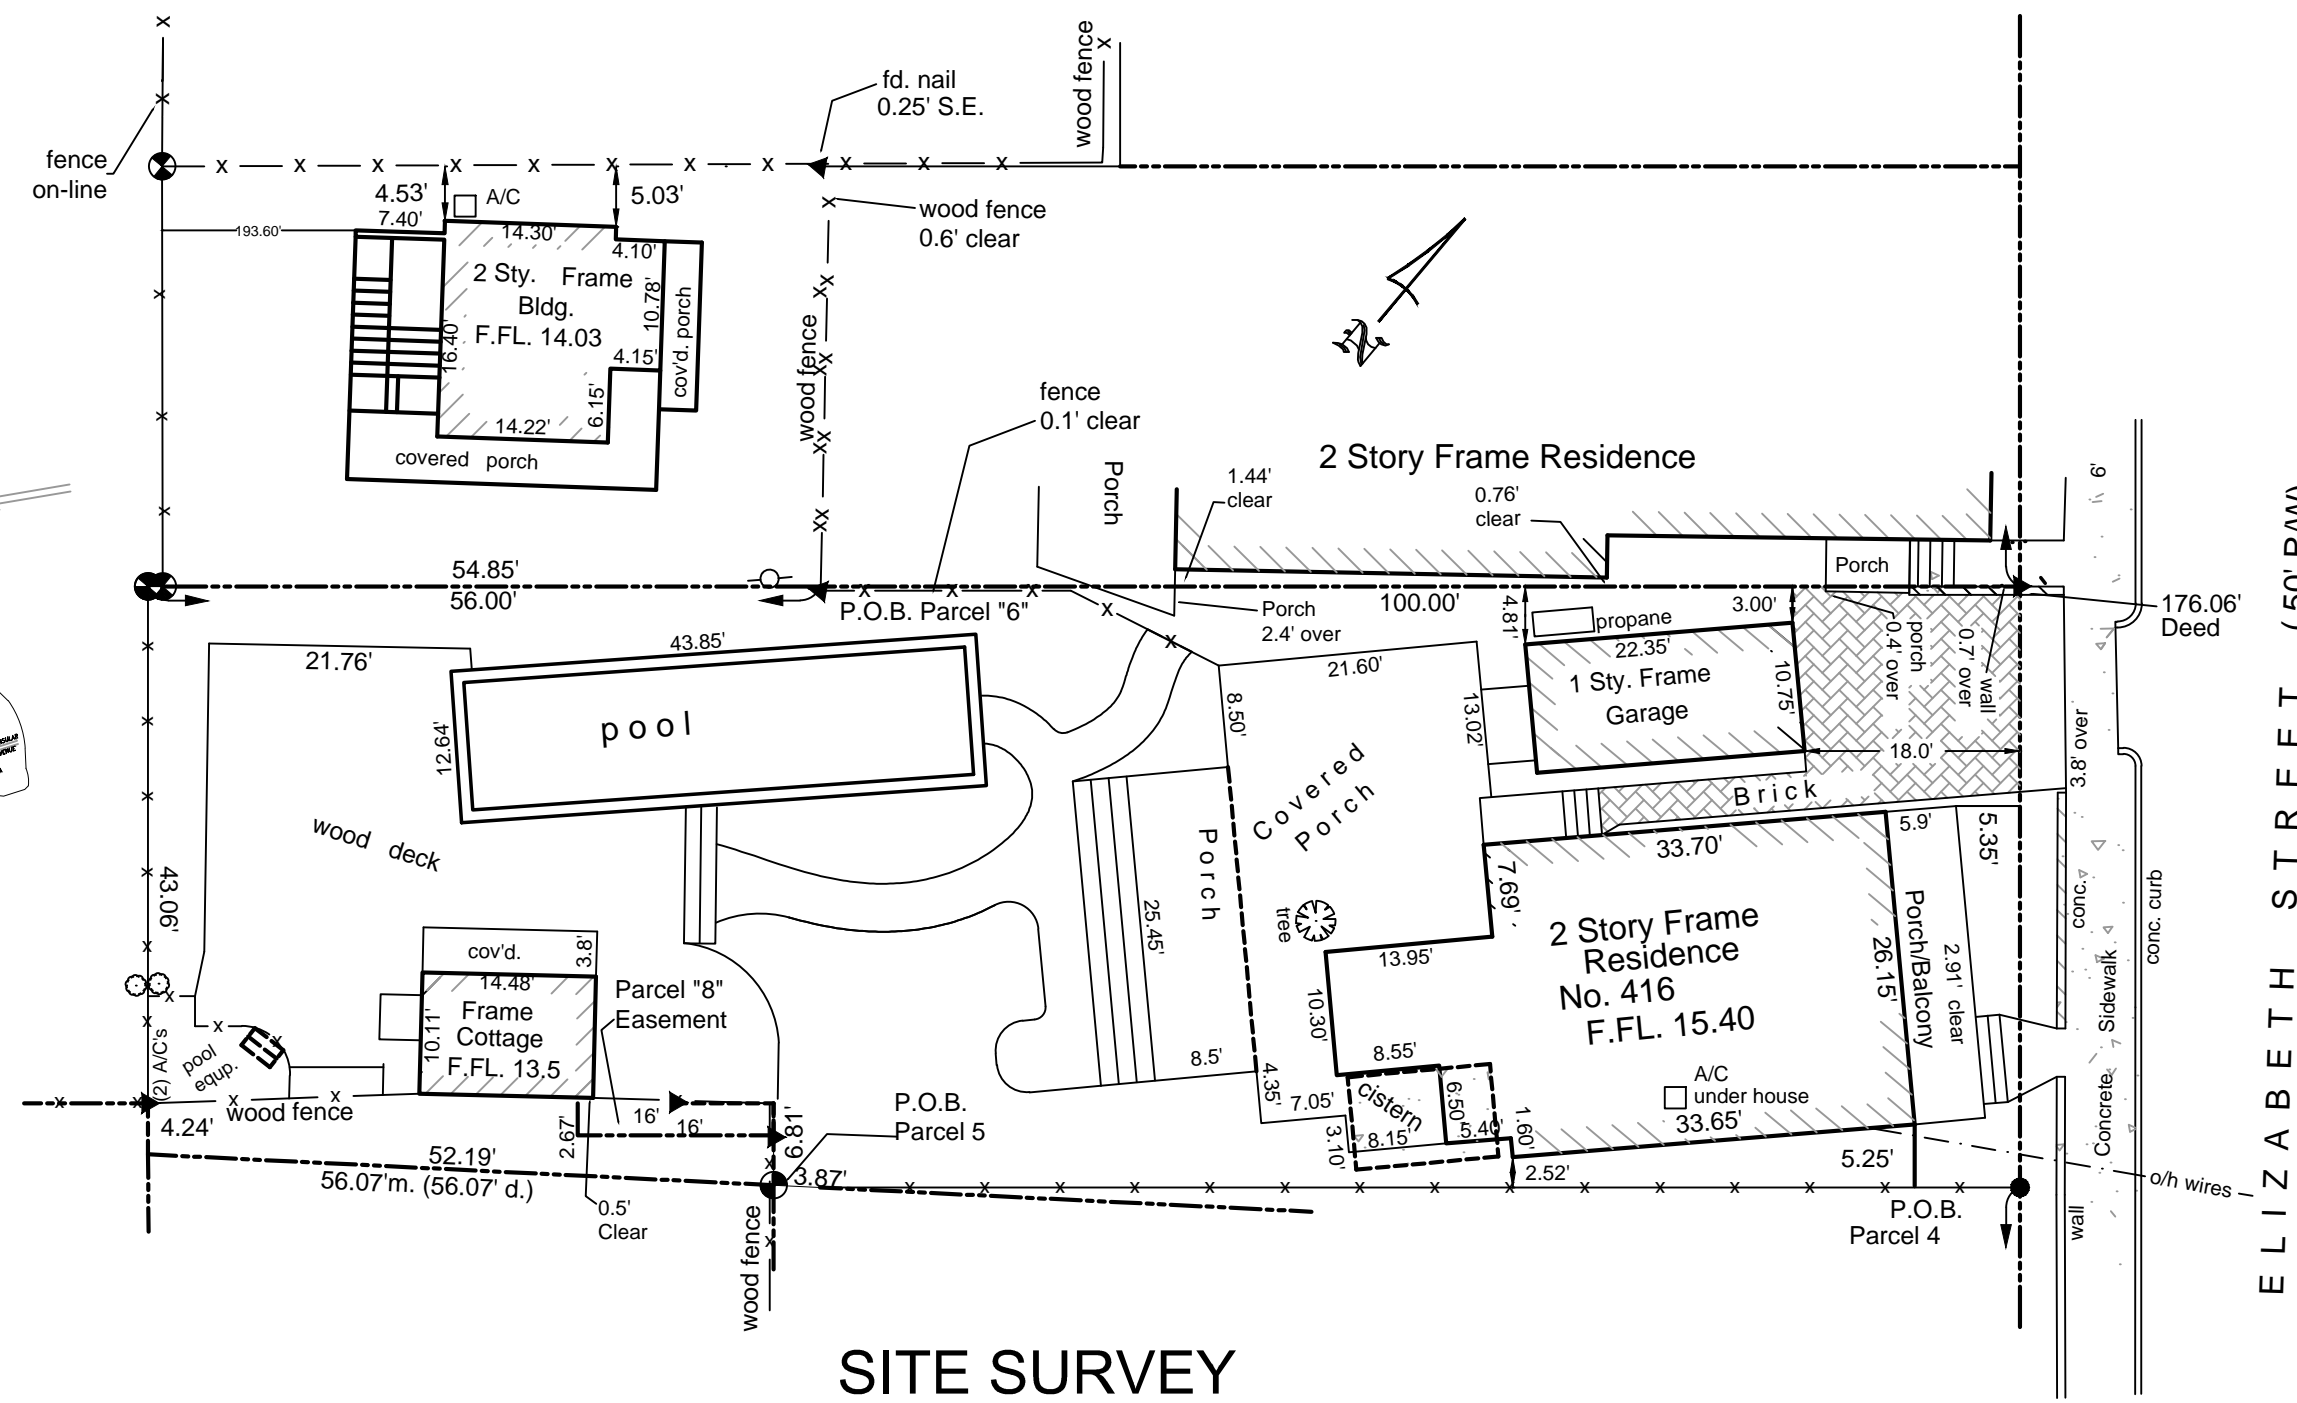 wood fence
fd. nail
0.25' S.E.
fence
on-line
4.53'
7.40'
A/C
5.03'
wood fence
0.6' clear
193.60'
14.30'
4.10'
2 Sty. Frame
Bldg.
F.FL. 14.03
10.78'
cov'd. porch
16.40'
4.15'
6.15'
14.22'
covered porch
wood fence
N
fence
0.1' clear
Porch
1.44'
clear
2 Story Frame Residence
0.76'
clear
6'
54.85'
56.00'
P.O.B. Parcel "6"
Porch
2.4' over
100.00'
4.81'
propane
3.00'
Porch
176.06'
Deed
porch
0.4' over
wall
0.7' over
22.35'
1 Sty. Frame
Garage
10.75'
18.0'
3.8' over
Brick
21.76'
43.85'
pool
12.64'
wood deck
21.60'
8.50'
13.02'
Covered
Porch
Porch
25.45'
tree
43.06'
cov'd.
3.8'
14.48'
Frame
Cottage
F.FL. 13.5
10.11'
Parcel "8"
Easement
(2) A/C's
pool
equp.
wood fence
4.24'
16'
16'
2.67'
6.81'
P.O.B.
Parcel 5
3.87'
52.19'
56.07'm. (56.07' d.)
0.5'
Clear
wood fence
33.70'
7.69'
5.9'
5.35'
2 Story Frame
Residence
No. 416
F.FL. 15.40
26.15'
Porch/Balcony
2.91' clear
13.95'
10.30'
8.55'
8.5'
4.35'
7.05'
3.10'
cistern
8.15'
6.50'
5.40'
1.60'
2.52'
A/C
under house
33.65'
5.25'
P.O.B.
Parcel 4
o/h wires
conc.
wall
Concrete Sidewalk
conc. curb
ELIZABETH STREET (50' R/W)
SITE SURVEY